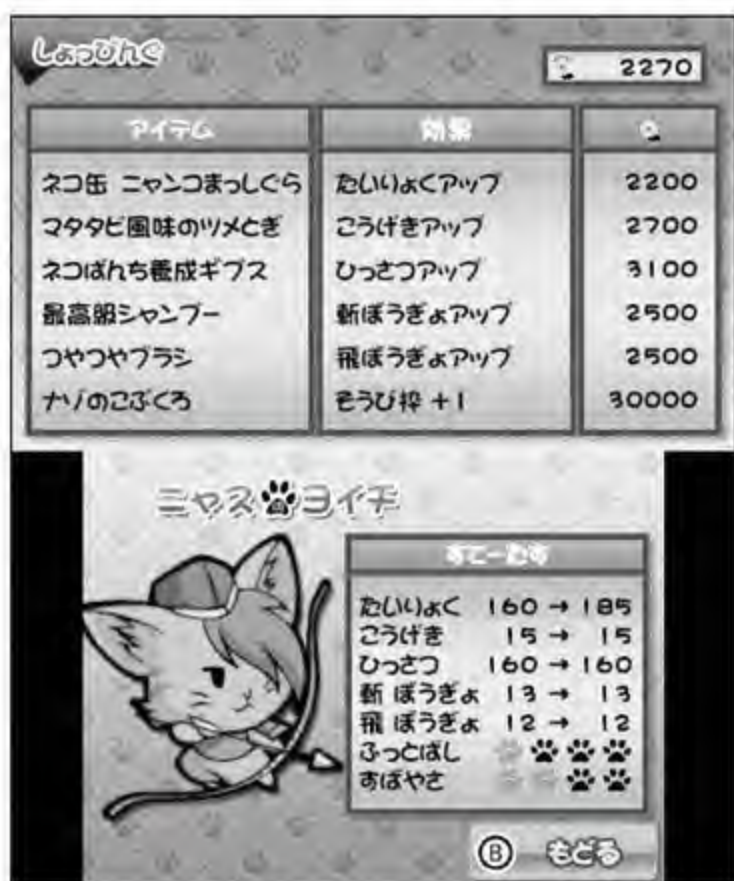 しょっぴんぐ
2270
アイテム 効果
ネコ缶 ニャンコまっしぐら たいりょくアップ 2200
マタタビ風味のツメとぎ こうげきアップ 2700
ネコぱんち養成ギブス ひっさつアップ 3100
最高級シャンプー 斬ぼうぎょアップ 2500
つやつやブラシ 飛ぼうぎょアップ 2500
ナゾのこぶくろ そうび枠 +1 30000
ニャス ヨイチ
すてーたす
たいりょく 160 → 185
こうげき 15 → 15
ひっさつ 160 → 160
斬 ぼうぎょ 13 → 13
飛 ぼうぎょ 12 → 12
ふっとばし
すばやさ
B もどる